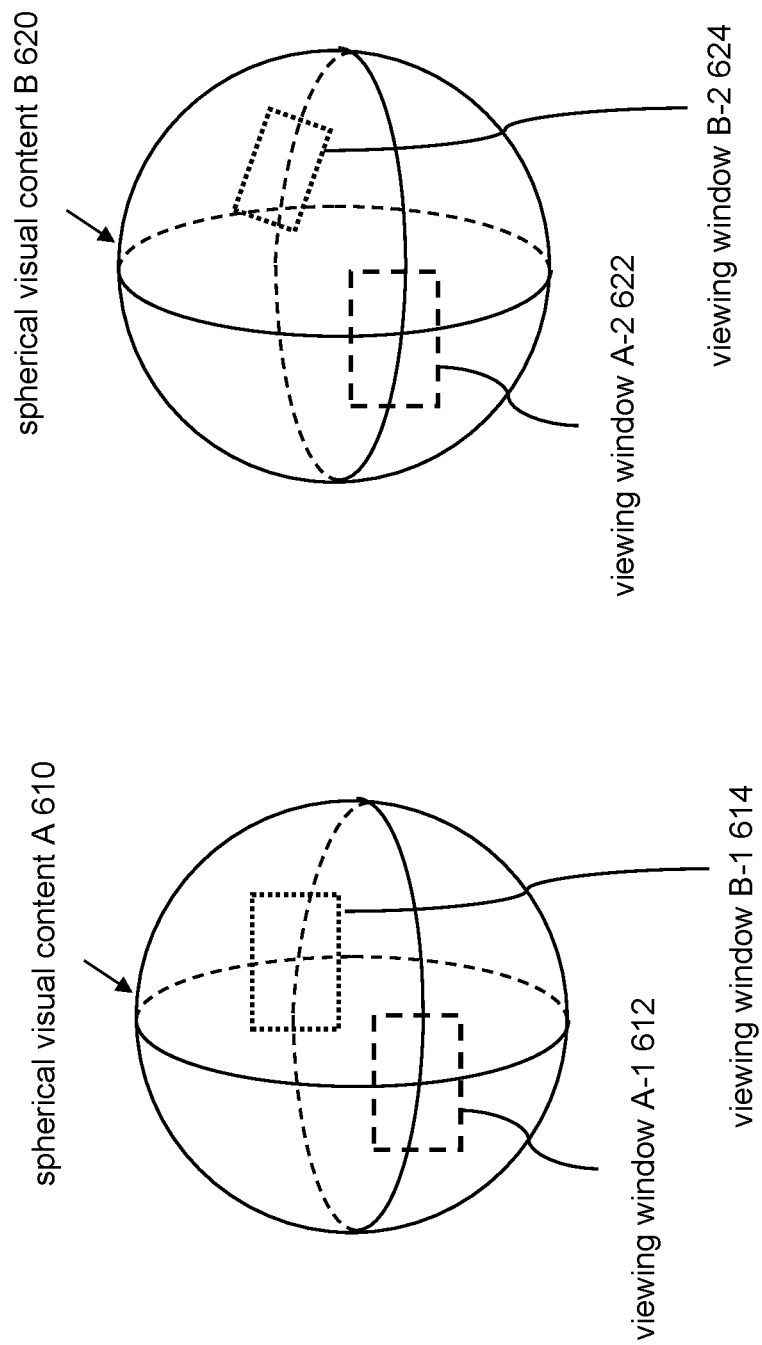 spherical visual content A 610
viewing window A-1 612
viewing window B-1 614
spherical visual content B 620
viewing window A-2 622
viewing window B-2 624